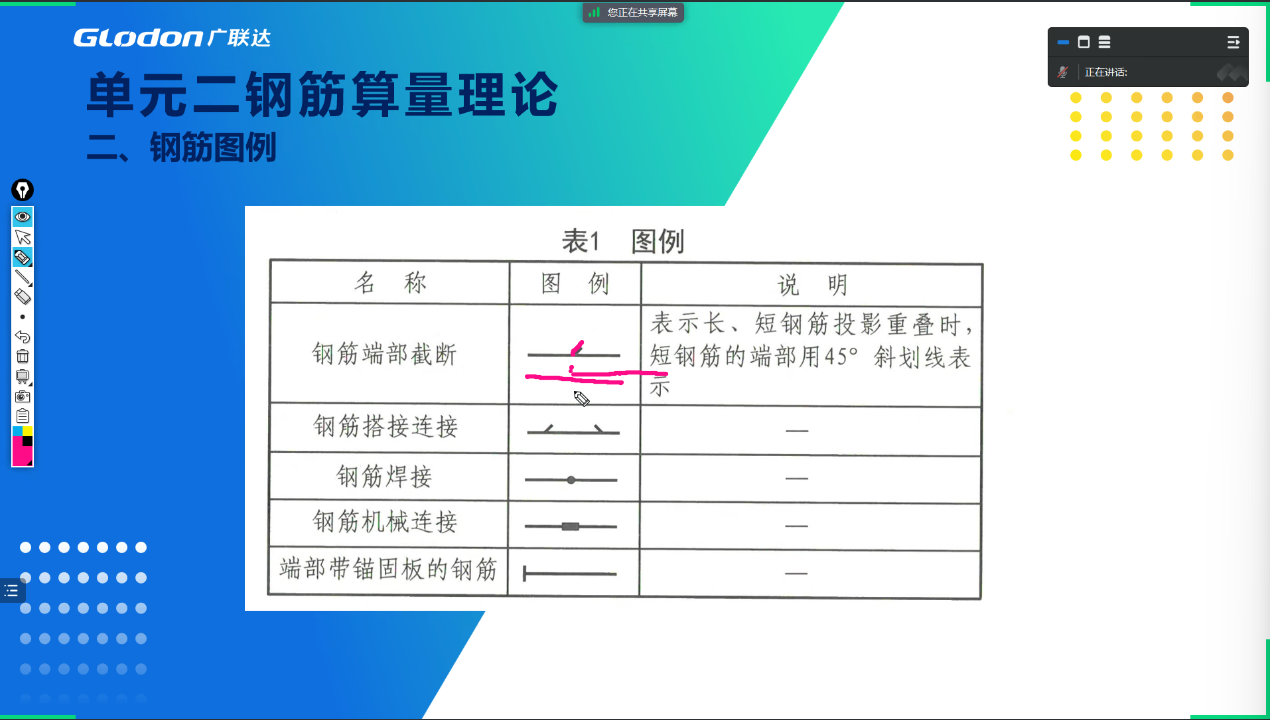 您正在共享屏幕
GLodon广联达
正在讲话:
单元二钢筋算量理论
二、钢筋图例
表1 图例
名 称 图 例 说 明
钢筋端部截断 表示长、短钢筋投影重叠时，
短钢筋的端部用45°斜划线表
示
钢筋搭接连接 —
钢筋焊接 —
钢筋机械连接 —
端部带锚固板的钢筋 —